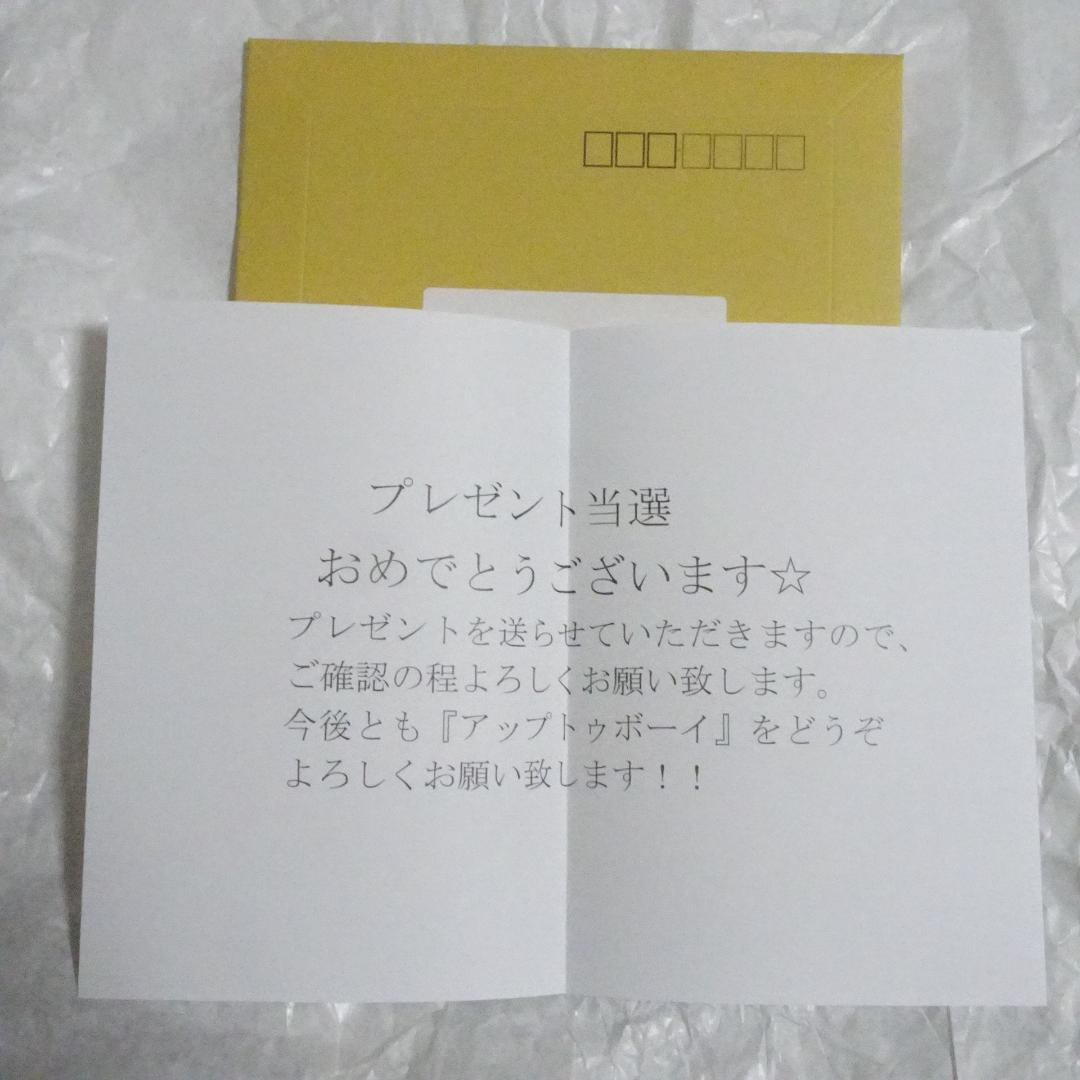 プレゼント当選
おめでとうございます☆
プレゼントを送らせていただきますので、
ご確認の程よろしくお願い致します。
今後とも『アップトゥボーイ』をどうぞ
よろしくお願い致します！！